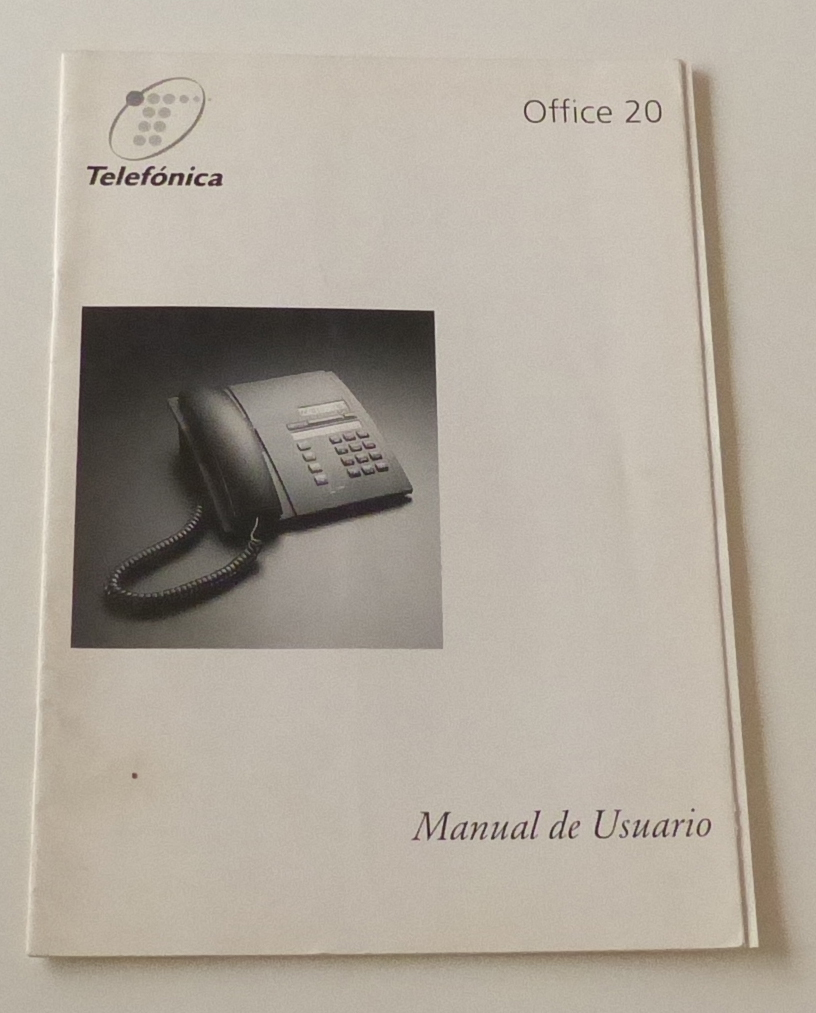 Telefónica
Office 20
Manual de Usuario